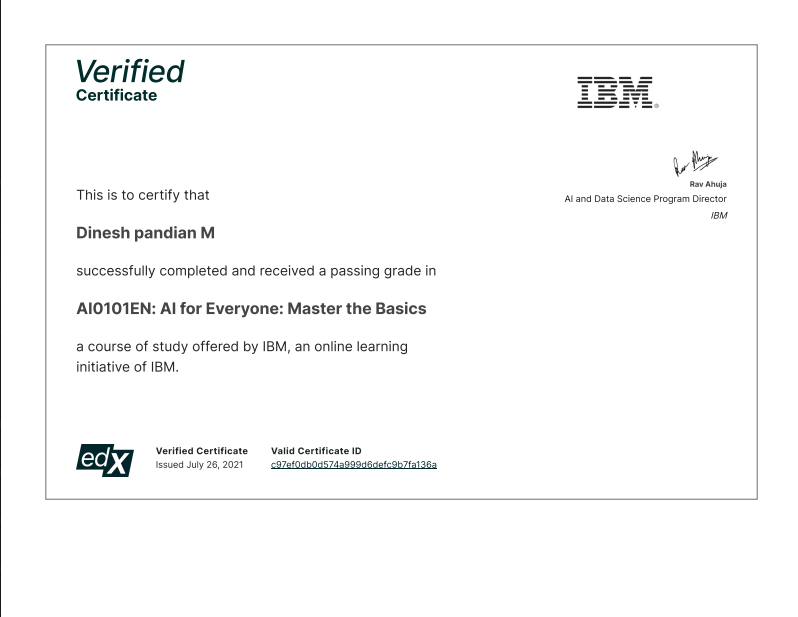 Verified
Certificate
IBM®
Rav Ahuja
AI and Data Science Program Director
IBM
This is to certify that
Dinesh pandian M
successfully completed and received a passing grade in
AI0101EN: AI for Everyone: Master the Basics
a course of study offered by IBM, an online learning
initiative of IBM.
edX
Verified Certificate
Issued July 26, 2021
Valid Certificate ID
c97ef0db0d574a999d6defc9b7fa136a